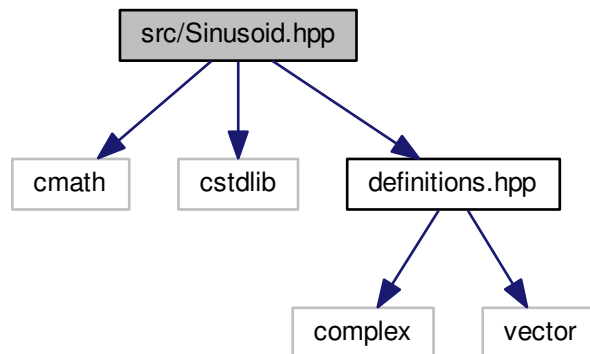 src/Sinusoid.hpp
cmath
cstdlib
definitions.hpp
complex
vector